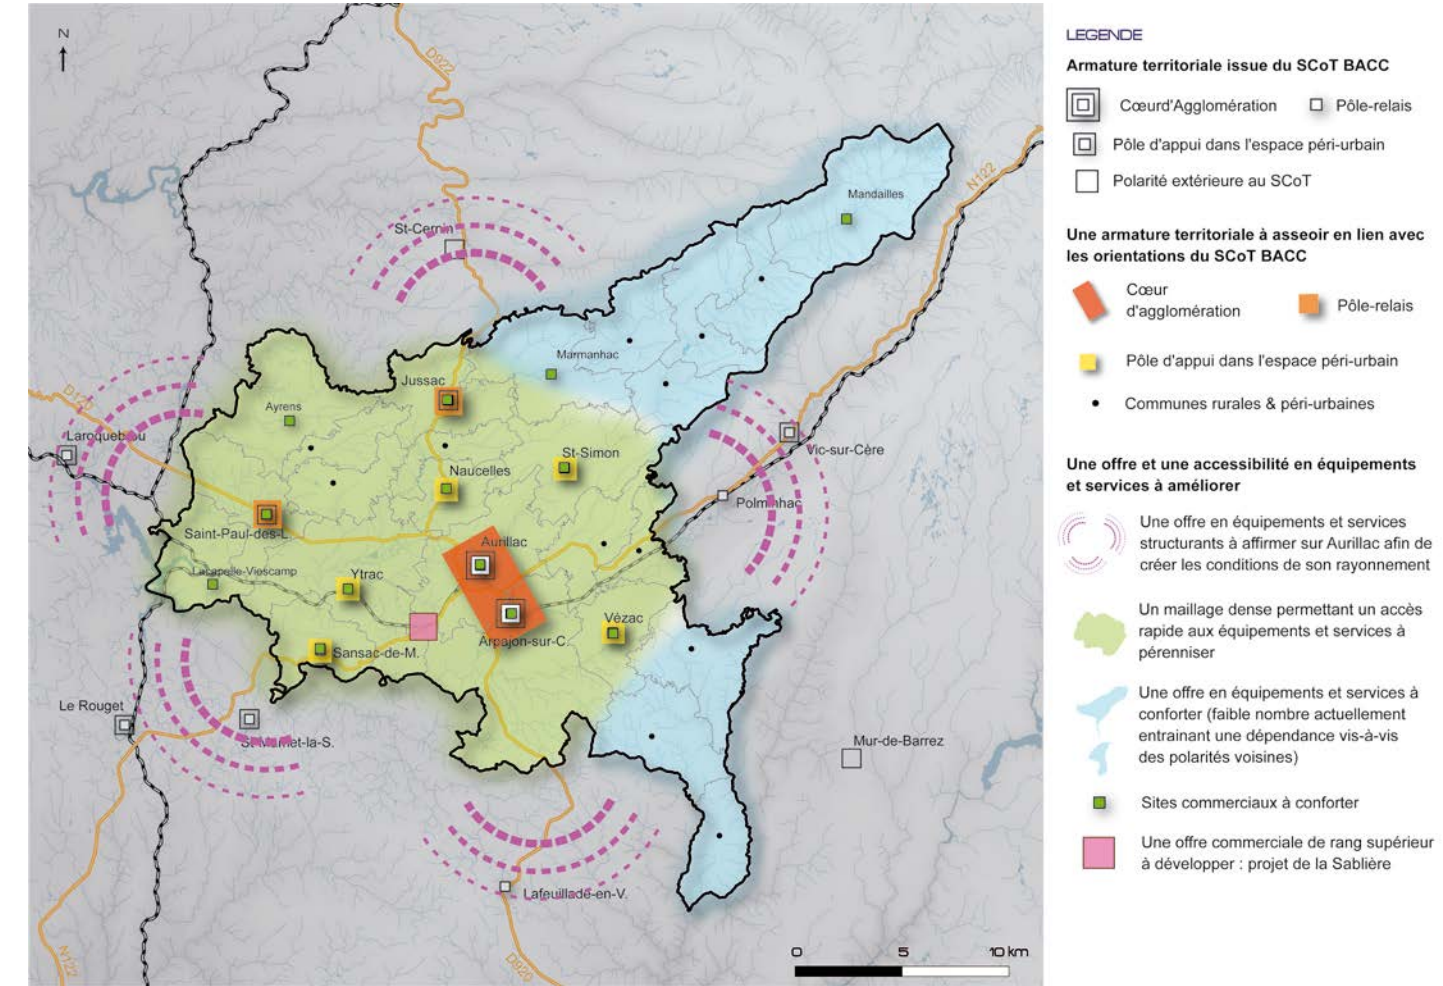 N
D922
N122
Mandailles
St-Cernin
Marmanhac
Jussac
D120
Ayrens
Laroquebrou
Vic-sur-Cère
St-Simon
Naucelles
Polminhac
Saint-Paul-des-L.
Aurillac
Lacapelle-Viescamp
Ytrac
Vézac
Arpajon-sur-C.
Sansac-de-M.
Le Rouget
St-Mamet-la-S.
Mur-de-Barrez
Lafeuillade-en-V.
N122
D920
0 5 10 km
LEGENDE
Armature territoriale issue du SCoT BACC
Cœurd'Agglomération
Pôle-relais
Pôle d'appui dans l'espace péri-urbain
Polarité extérieure au SCoT
Une armature territoriale à asseoir en lien avec
les orientations du SCoT BACC
Cœur
d'agglomération
Pôle-relais
Pôle d'appui dans l'espace péri-urbain
Communes rurales & péri-urbaines
Une offre et une accessibilité en équipements
et services à améliorer
Une offre en équipements et services
structurants à affirmer sur Aurillac afin de
créer les conditions de son rayonnement
Un maillage dense permettant un accès
rapide aux équipements et services à
pérenniser
Une offre en équipements et services à
conforter (faible nombre actuellement
entrainant une dépendance vis-à-vis
des polarités voisines)
Sites commerciaux à conforter
Une offre commerciale de rang supérieur
à développer : projet de la Sablière